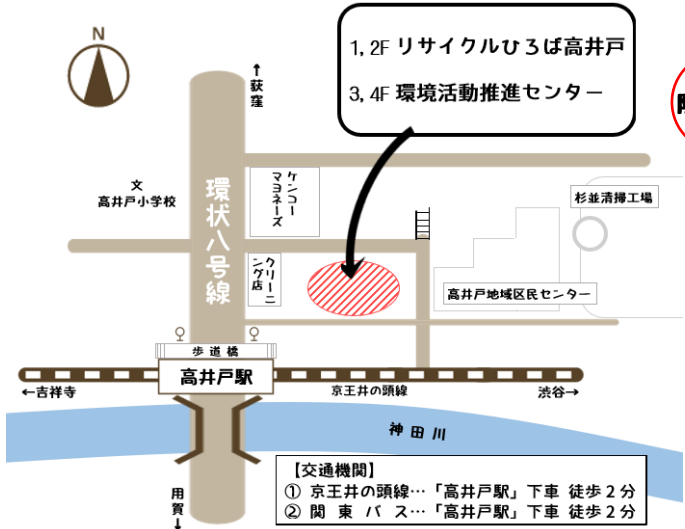 N
↑荻窪
1, 2F リサイクルひろば高井戸
3, 4F 環境活動推進センター
文
高井戸小学校
環状八号線
ケンコー
マヨネーズ
杉並清掃工場
クリーニ
ング店
高井戸地域区民センター
歩道橋
高井戸駅
←吉祥寺
京王井の頭線
渋谷→
神田川
用賀↓
【交通機関】
① 京王井の頭線…「高井戸駅」下車 徒歩2分
② 関東バス…「高井戸駅」下車 徒歩2分